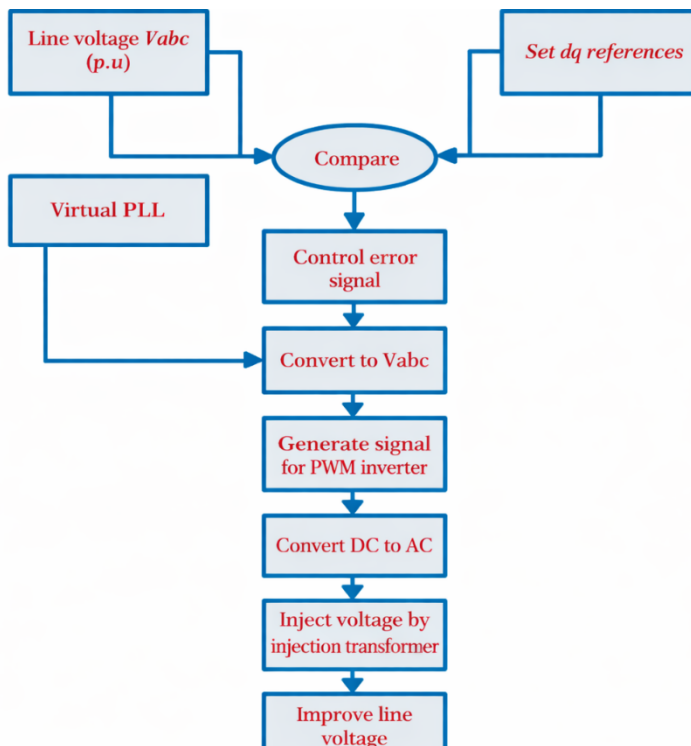 Line voltage Vabc
(p.u)
Set dq references
Compare
Virtual PLL
Control error
signal
Convert to Vabc
Generate signal
for PWM inverter
Convert DC to AC
Inject voltage by
injection transformer
Improve line
voltage